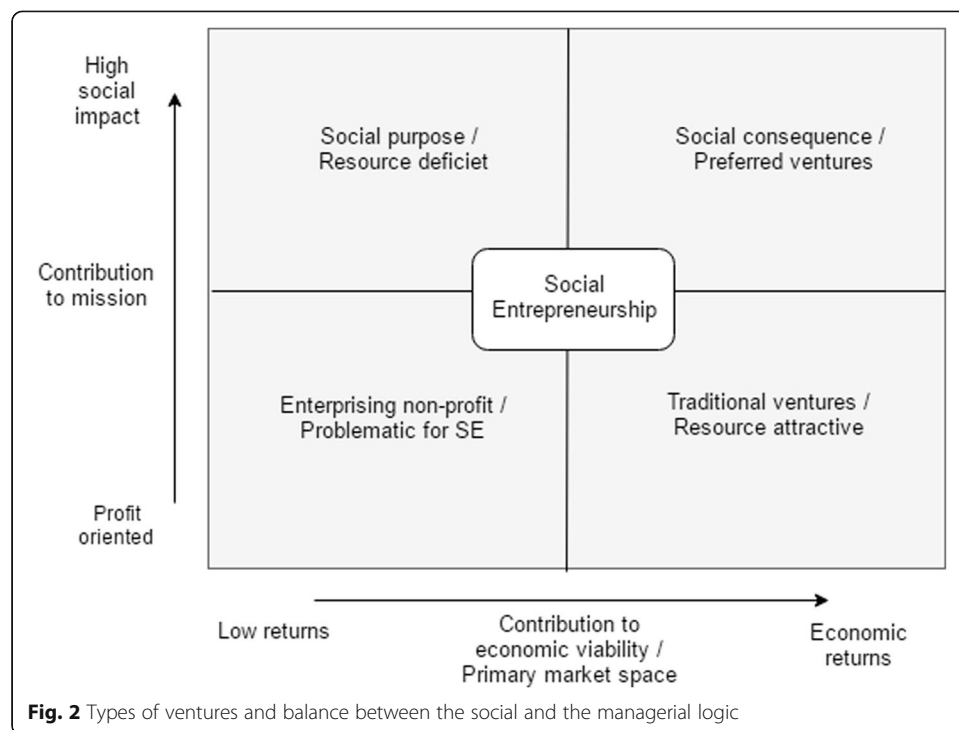 High
social
impact
Social purpose /
Resource deficiet
Social consequence /
Preferred ventures
Contribution
to mission
Social
Entrepreneurship
Enterprising non-profit /
Problematic for SE
Traditional ventures /
Resource attractive
Profit
oriented
Low returns
Contribution to
economic viability /
Primary market space
Economic
returns
Fig. 2 Types of ventures and balance between the social and the managerial logic